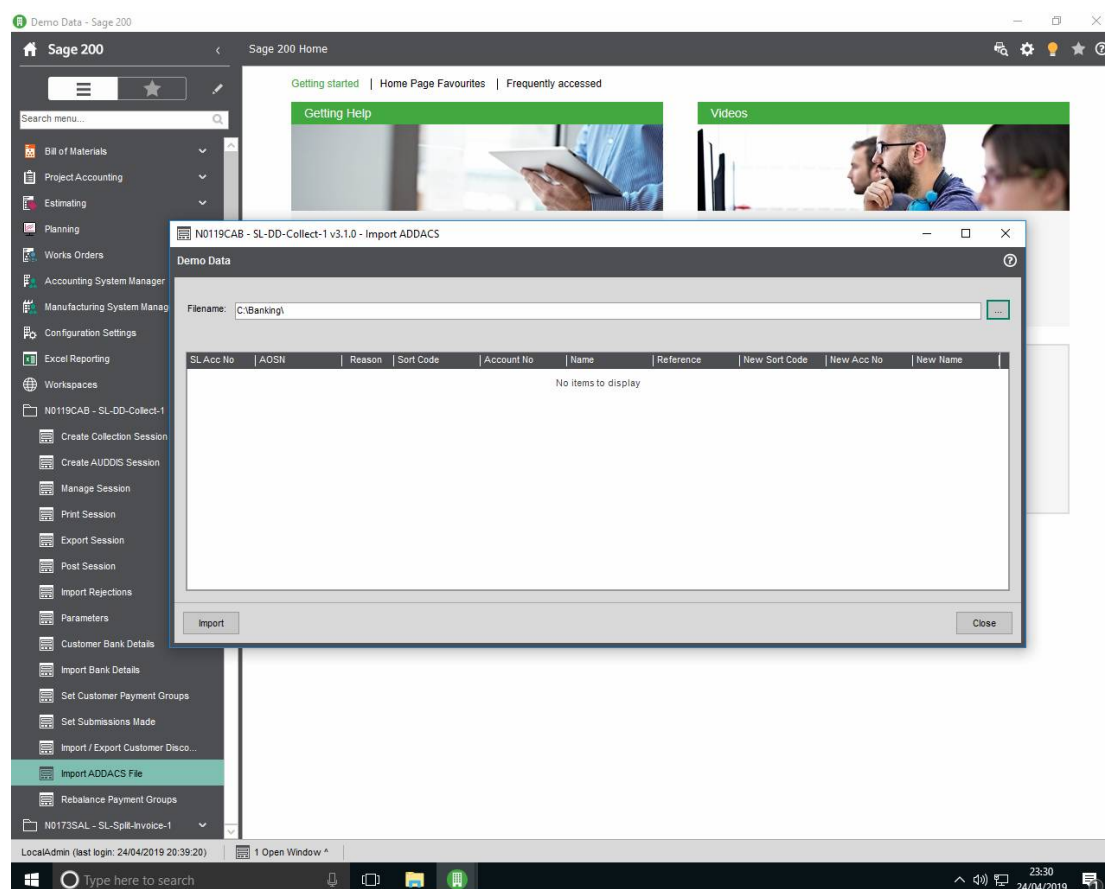 Demo Data - Sage 200
Sage 200
Sage 200 Home
Getting started | Home Page Favourites | Frequently accessed
Search menu...
Getting Help
Videos
Bill of Materials
Project Accounting
Estimating
Planning
Works Orders
Accounting System Manager
Manufacturing System Manag
Configuration Settings
Excel Reporting
Workspaces
N0119CAB - SL-DD-Collect-1
Create Collection Session
Create AUDDIS Session
Manage Session
Print Session
Export Session
Post Session
Import Rejections
Parameters
Customer Bank Details
Import Bank Details
Set Customer Payment Groups
Set Submissions Made
Import / Export Customer Disco...
Import ADDACS File
Rebalance Payment Groups
N0173SAL - SL-Split-Invoice-1
N0119CAB - SL-DD-Collect-1 v3.1.0 - Import ADDACS
Demo Data
Filename: C:\Banking\
...
SL Acc No | AOSN | Reason | Sort Code | Account No | Name | Reference | New Sort Code | New Acc No | New Name
No items to display
Import
Close
LocalAdmin (last login: 24/04/2019 20:39:20)
1 Open Window ^
Type here to search
23:30
24/04/2019